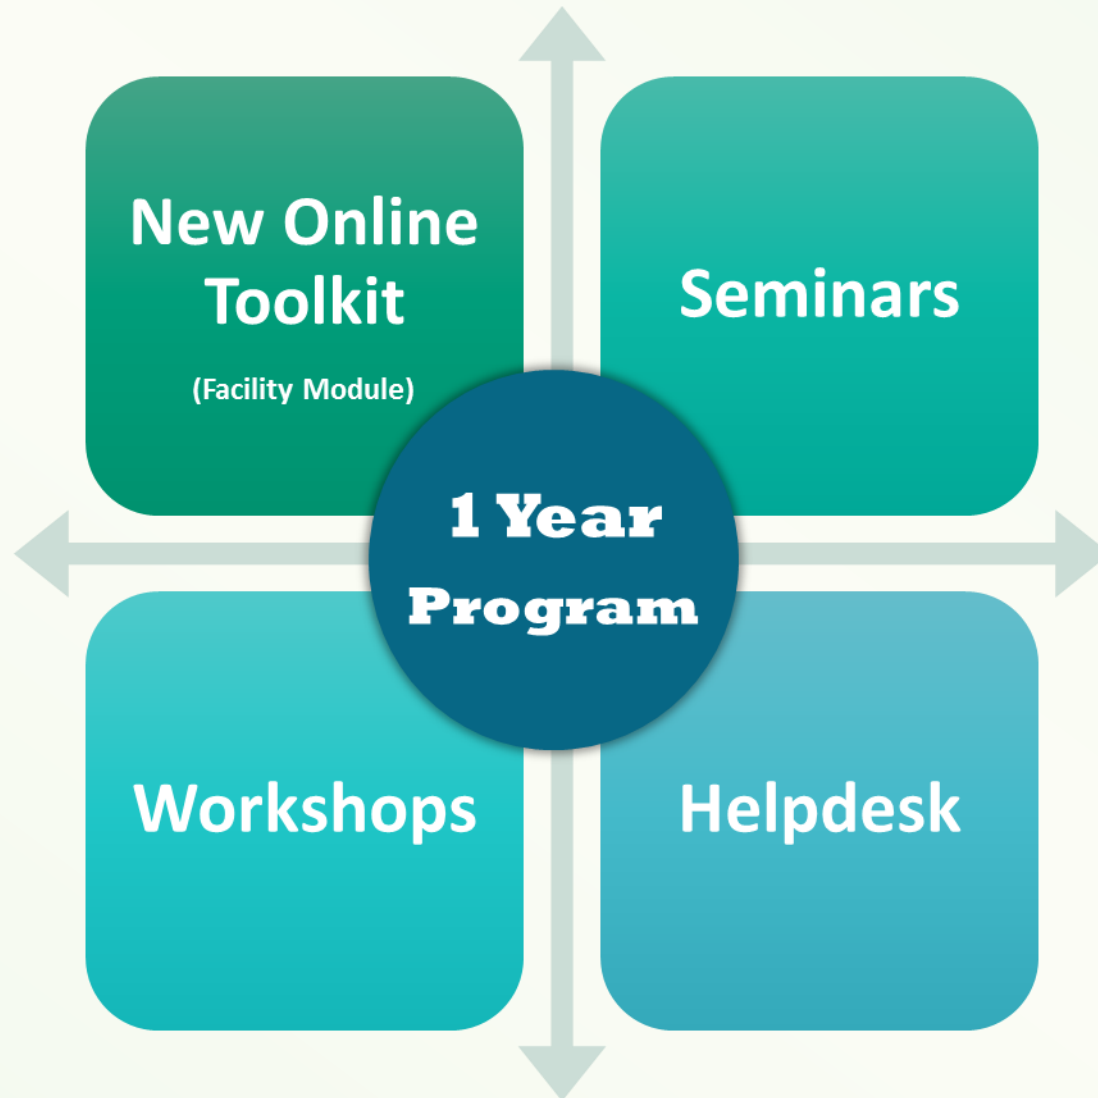 New Online
Toolkit
(Facility Module)
Seminars
1 Year
Program
Workshops
Helpdesk